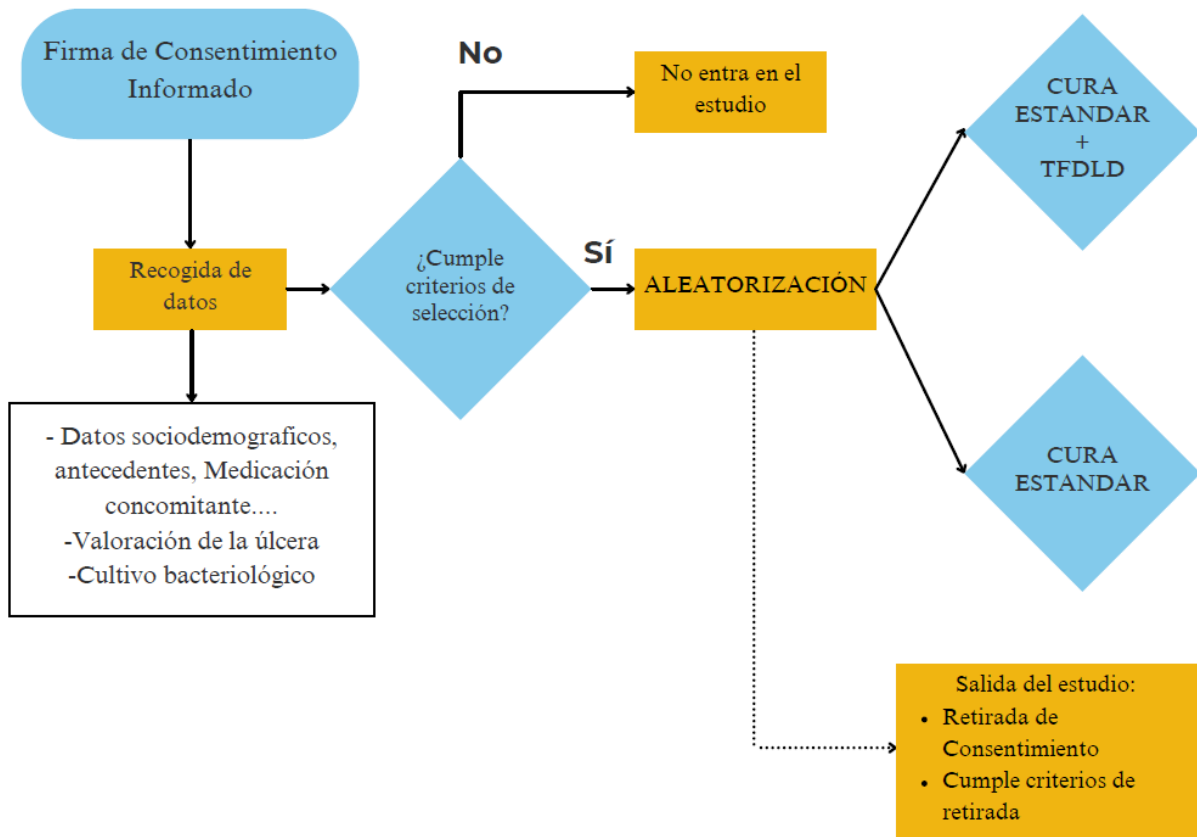 Firma de Consentimiento
Informado
No
No entra en el
estudio
CURA
ESTANDAR
+
TFDLD
Recogida de
datos
¿Cumple
criterios de
selección?
Sí
ALEATORIZACIÓN
- Datos sociodemograficos,
antecedentes, Medicación
concomitante....
-Valoración de la úlcera
-Cultivo bacteriológico
CURA
ESTANDAR
Salida del estudio:
• Retirada de
Consentimiento
• Cumple criterios de
retirada